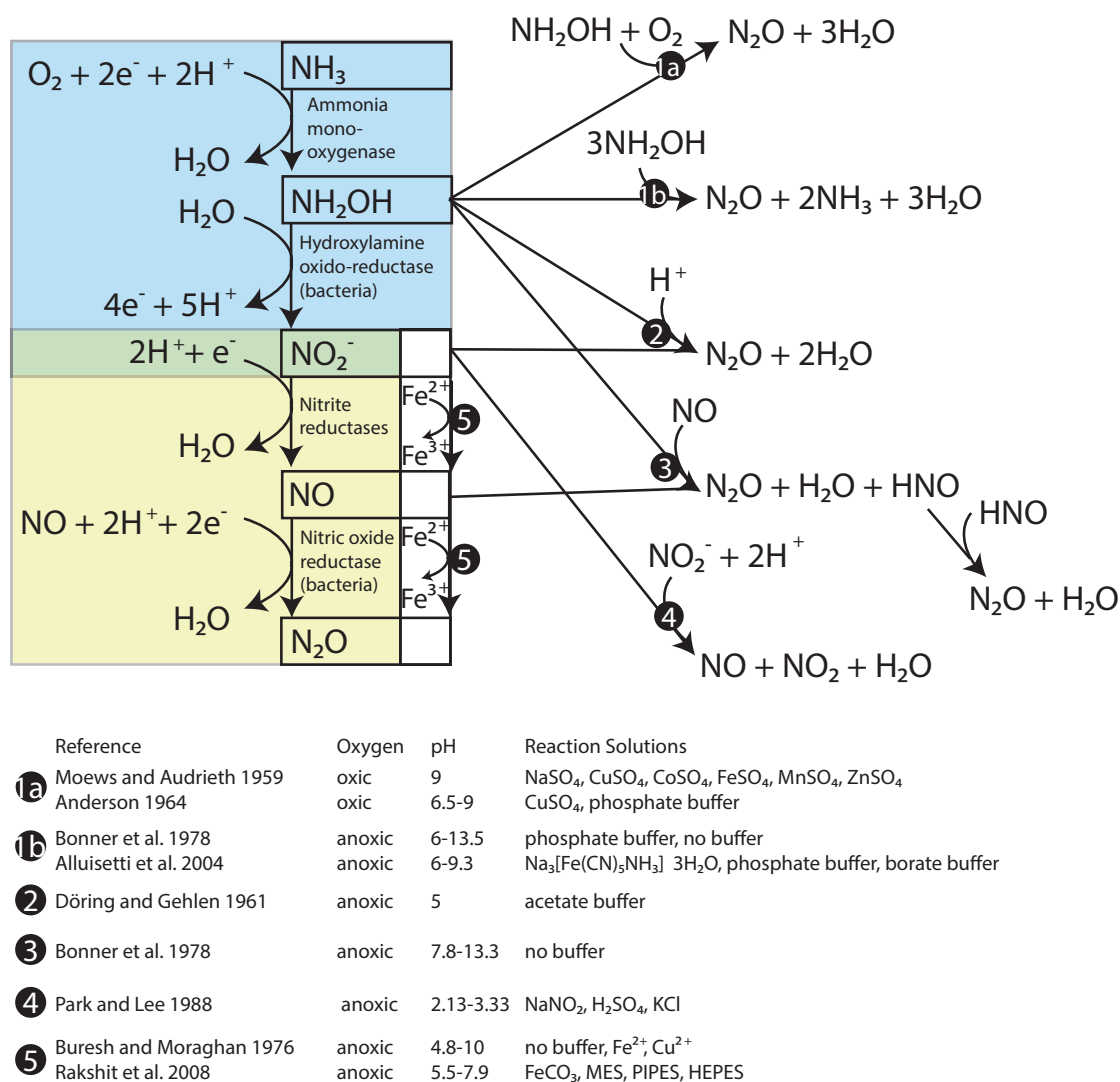 NH₂OH + O₂
N₂O + 3H₂O
1a
O₂ + 2e⁻ + 2H⁺
NH₃
Ammonia
mono-
oxygenase
H₂O
3NH₂OH
1b
N₂O + 2NH₃ + 3H₂O
H₂O
NH₂OH
Hydroxylamine
oxido-reductase
(bacteria)
4e⁻ + 5H⁺
H⁺
2
N₂O + 2H₂O
2H⁺+ e⁻
NO₂⁻
Nitrite
reductases
Fe²⁺
5
Fe³⁺
H₂O
NO
3
N₂O + H₂O + HNO
HNO
N₂O + H₂O
NO
NO + 2H⁺+ 2e⁻
Nitric oxide
reductase
(bacteria)
Fe²⁺
5
Fe³⁺
H₂O
N₂O
NO₂⁻ + 2H⁺
4
NO + NO₂ + H₂O
Reference Oxygen pH Reaction Solutions
1a Moews and Audrieth 1959 oxic 9 NaSO₄, CuSO₄, CoSO₄, FeSO₄, MnSO₄, ZnSO₄
Anderson 1964 oxic 6.5-9 CuSO₄, phosphate buffer
1b Bonner et al. 1978 anoxic 6-13.5 phosphate buffer, no buffer
Alluisetti et al. 2004 anoxic 6-9.3 Na₃[Fe(CN)₅NH₃] 3H₂O, phosphate buffer, borate buffer
2 Döring and Gehlen 1961 anoxic 5 acetate buffer
3 Bonner et al. 1978 anoxic 7.8-13.3 no buffer
4 Park and Lee 1988 anoxic 2.13-3.33 NaNO₂, H₂SO₄, KCl
5 Buresh and Moraghan 1976 anoxic 4.8-10 no buffer, Fe²⁺, Cu²⁺
Rakshit et al. 2008 anoxic 5.5-7.9 FeCO₃, MES, PIPES, HEPES